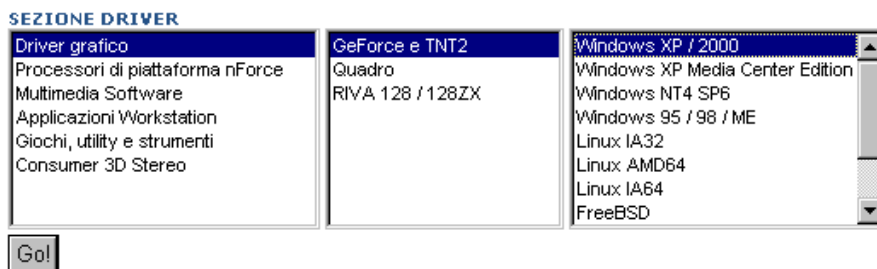 SEZIONE DRIVER
Driver grafico
Processori di piattaforma nForce
Multimedia Software
Applicazioni Workstation
Giochi, utility e strumenti
Consumer 3D Stereo
GeForce e TNT2
Quadro
RIVA 128 / 128ZX
Windows XP / 2000
Windows XP Media Center Edition
Windows NT4 SP6
Windows 95 / 98 / ME
Linux IA32
Linux AMD64
Linux IA64
FreeBSD
Go!